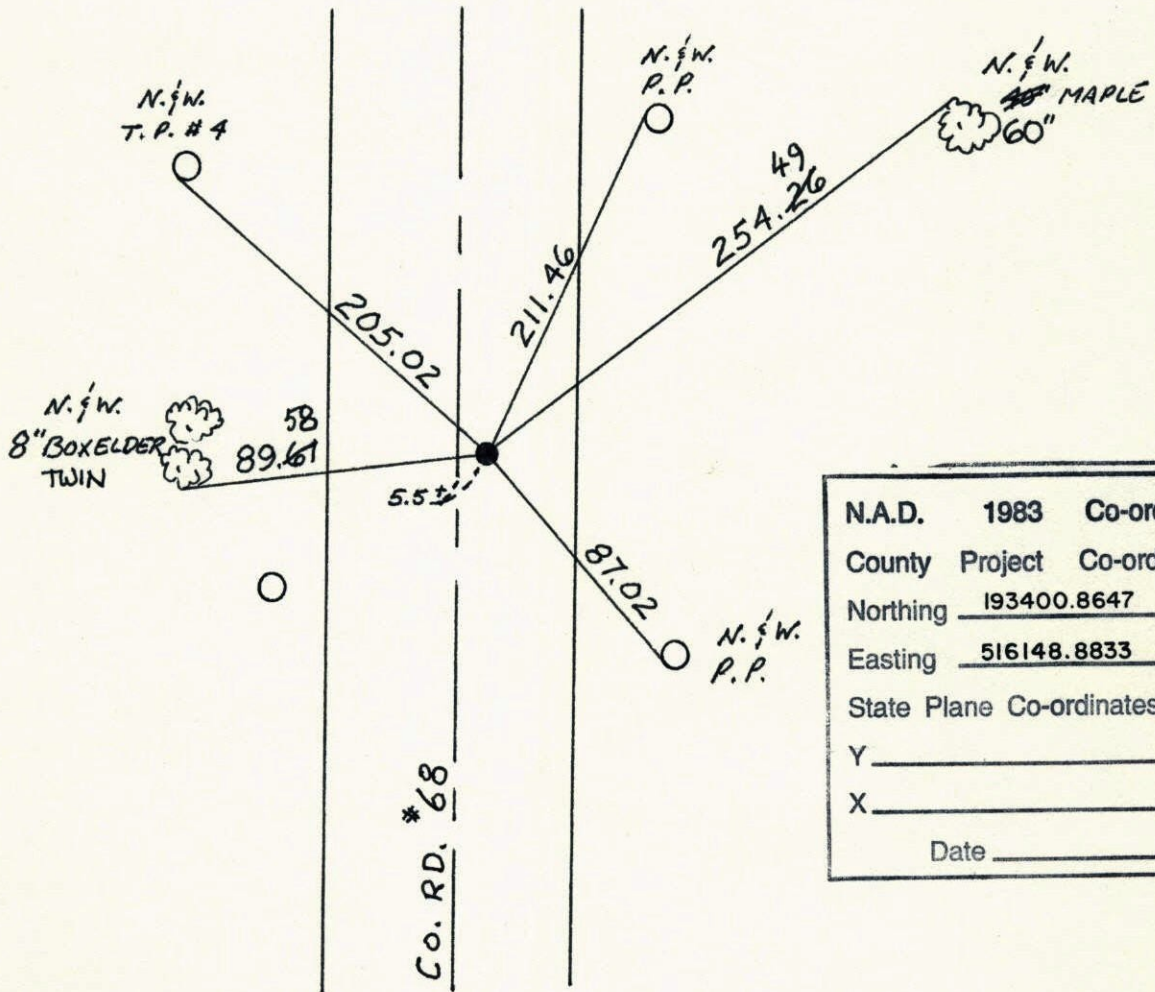 N. & W.
T. P. # 4
N. & W.
P. P.
N. & W.
40" MAPLE
60"
49
254.26
211.46
205.02
N. & W.
8" BOXELDER
TWIN
58
89.61
5.5±
87.02
N. & W.
P. P.
CO. RD. #68
N.A.D. 1983 Co-ord
County Project Co-ord
Northing 193400.8647
Easting 516148.8833
State Plane Co-ordinates
Y
X
Date